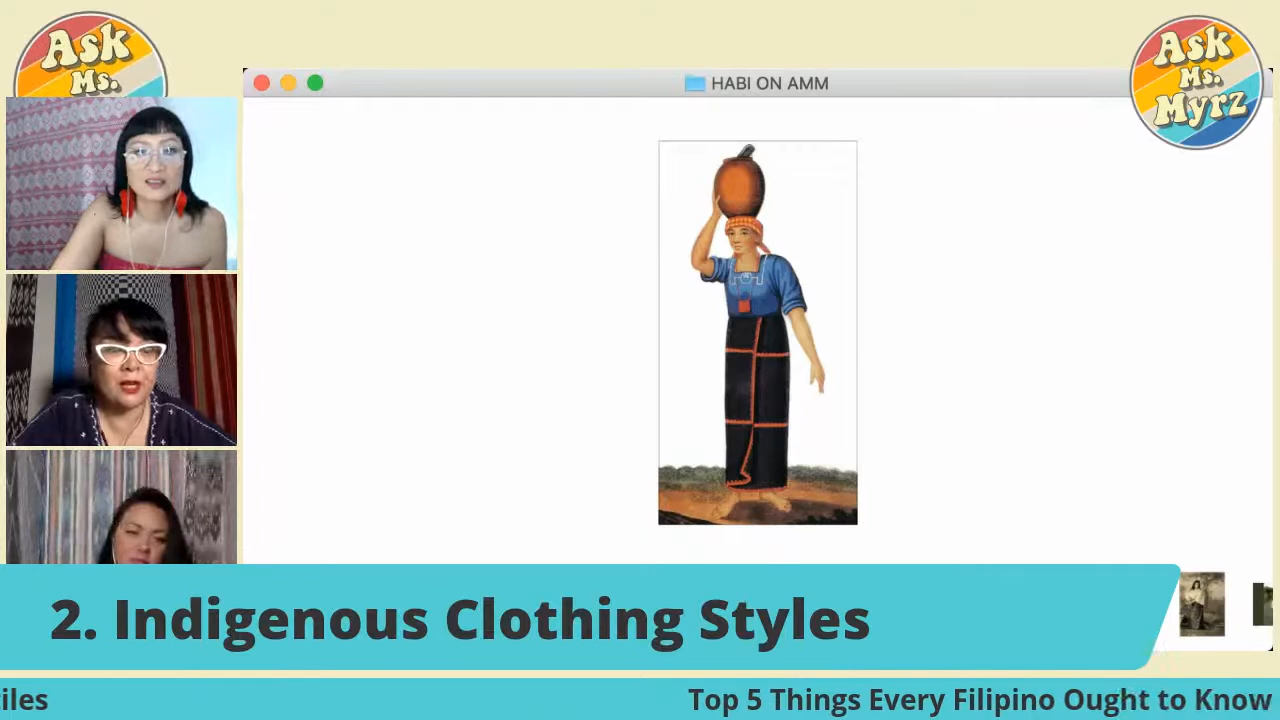 Ask
Ms.
HABI ON AMM
Ask
Ms.
Myrz
2. Indigenous Clothing Styles
iles
Top 5 Things Every Filipino Ought to Know